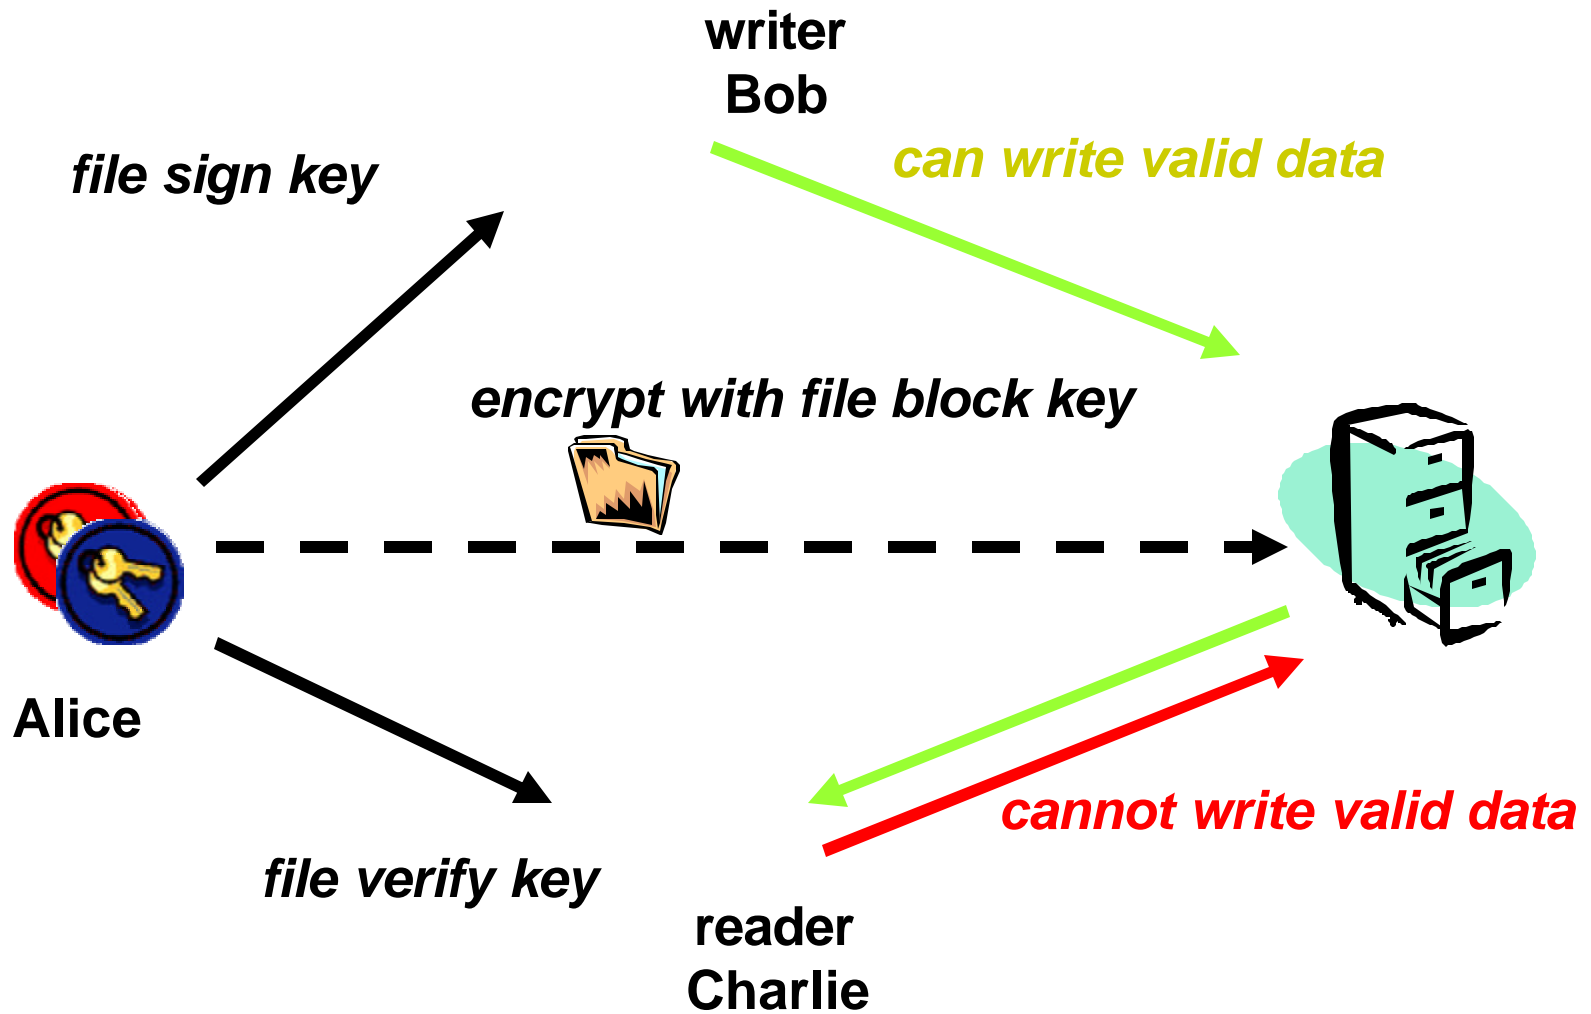 writer
Bob
file sign key
can write valid data
encrypt with file block key
Alice
cannot write valid data
file verify key
reader
Charlie